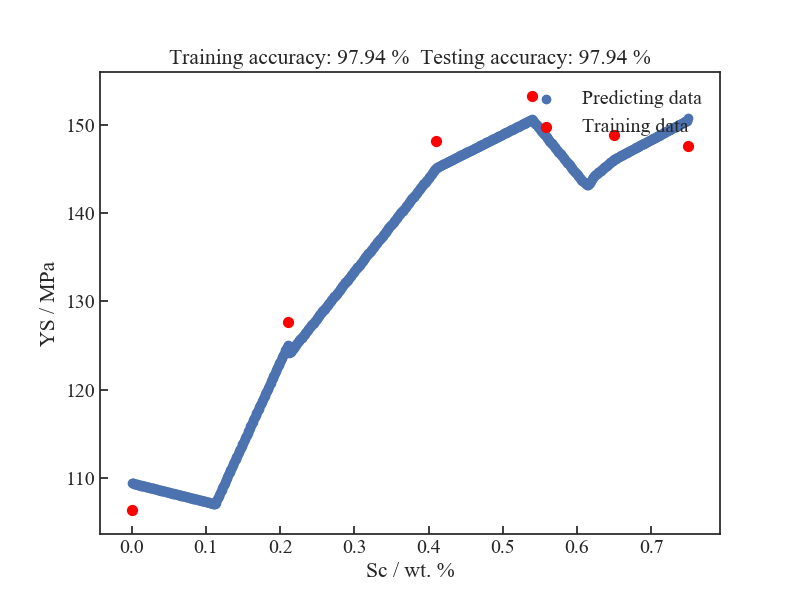 Training accuracy: 97.94 %  Testing accuracy: 97.94 %
Predicting data
Training data
150
140
130
120
110
YS / MPa
0.0 0.1 0.2 0.3 0.4 0.5 0.6 0.7
Sc / wt. %